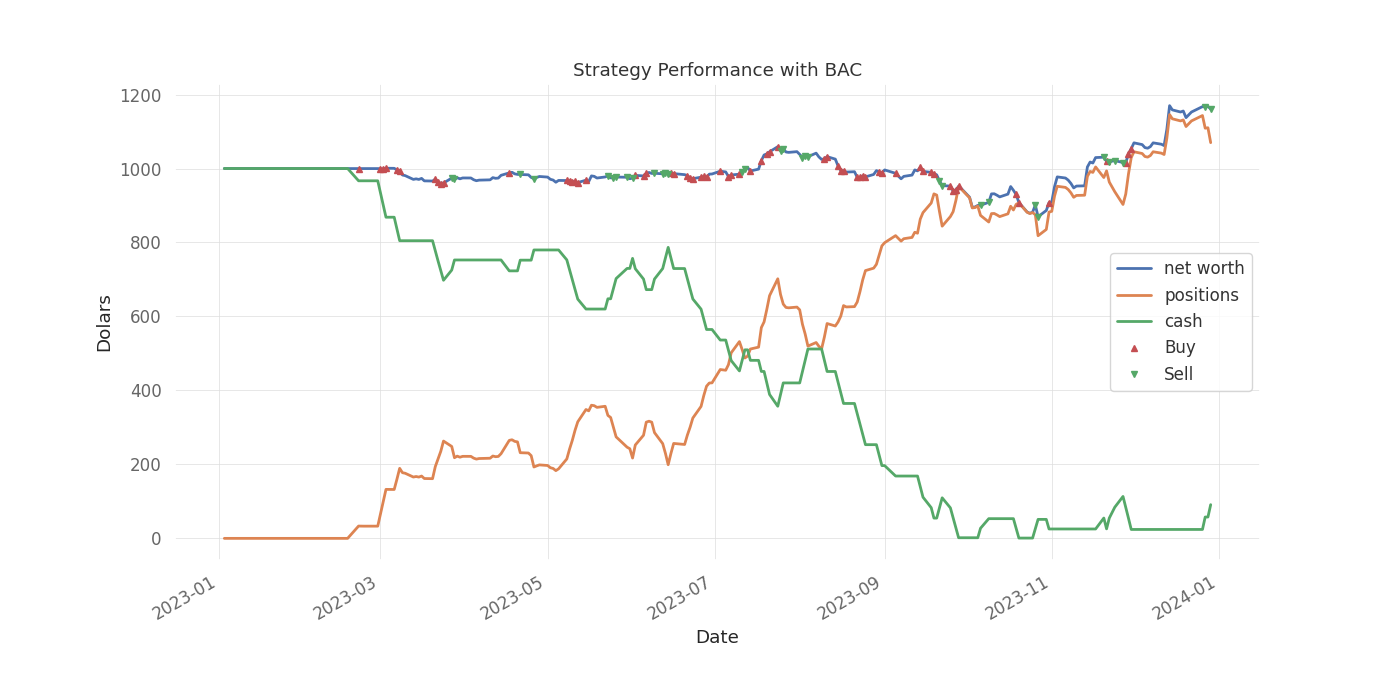 Strategy Performance with BAC
1200
1000
800
600
400
200
0
Dolars
net worth
positions
cash
Buy
Sell
2023-01
2023-03
2023-05
2023-07
2023-09
2023-11
2024-01
Date